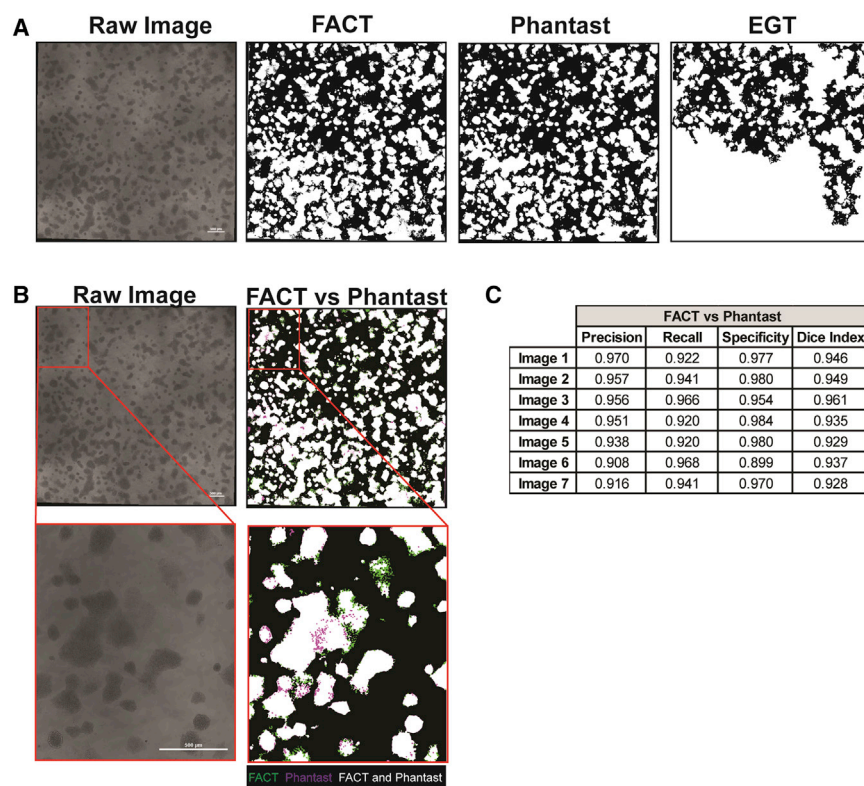 A
Raw Image
FACT
Phantast
EGT
B
Raw Image
FACT vs Phantast
500 µm
FACT Phantast FACT and Phantast
C
FACT vs Phantast
Precision Recall Specificity Dice Index
Image 1 0.970 0.922 0.977 0.946
Image 2 0.957 0.941 0.980 0.949
Image 3 0.956 0.966 0.954 0.961
Image 4 0.951 0.920 0.984 0.935
Image 5 0.938 0.920 0.980 0.929
Image 6 0.908 0.968 0.899 0.937
Image 7 0.916 0.941 0.970 0.928